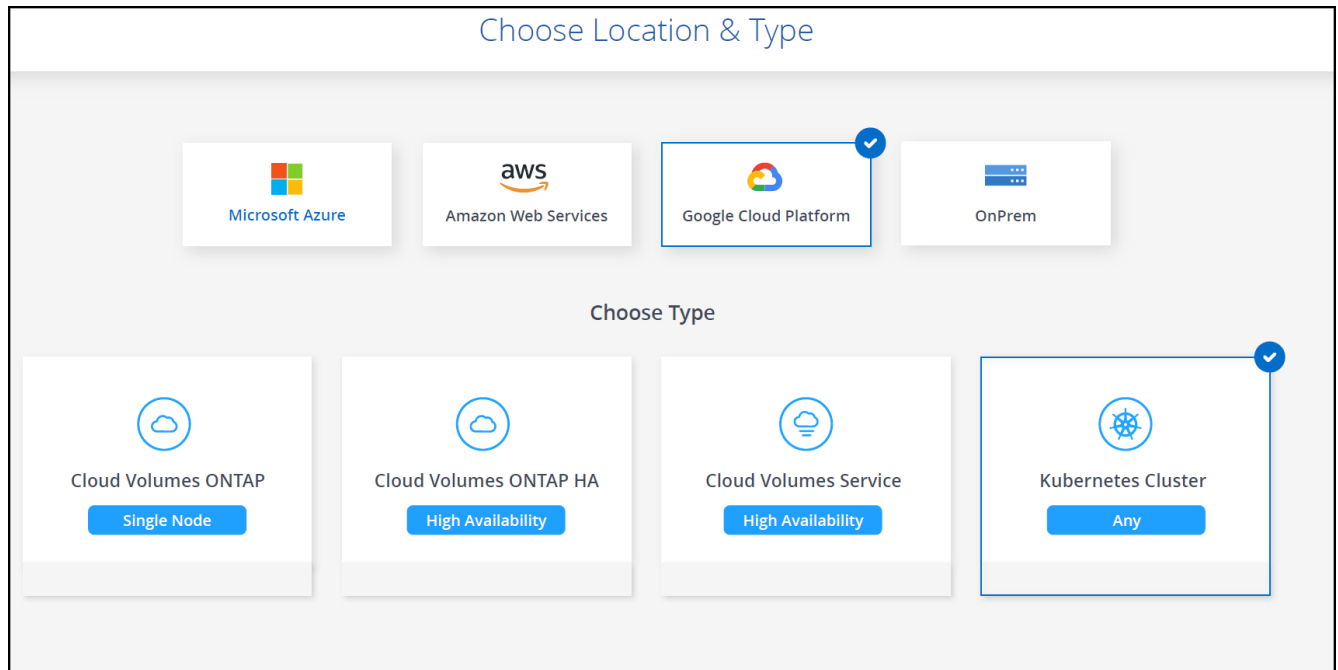 Choose Location & Type
aws
Microsoft Azure
Amazon Web Services
Google Cloud Platform
OnPrem
Choose Type
Cloud Volumes ONTAP
Single Node
Cloud Volumes ONTAP HA
High Availability
Cloud Volumes Service
High Availability
Kubernetes Cluster
Any